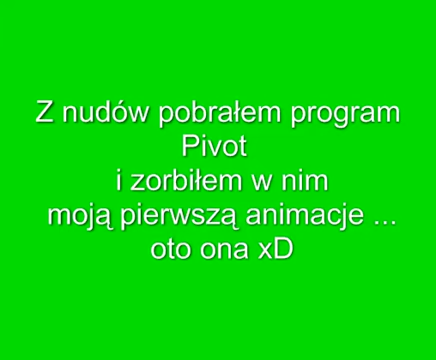 Z nudów pobrałem program
Pivot
i zorbiłem w nim
moją pierwszą animacje ...
oto ona xD